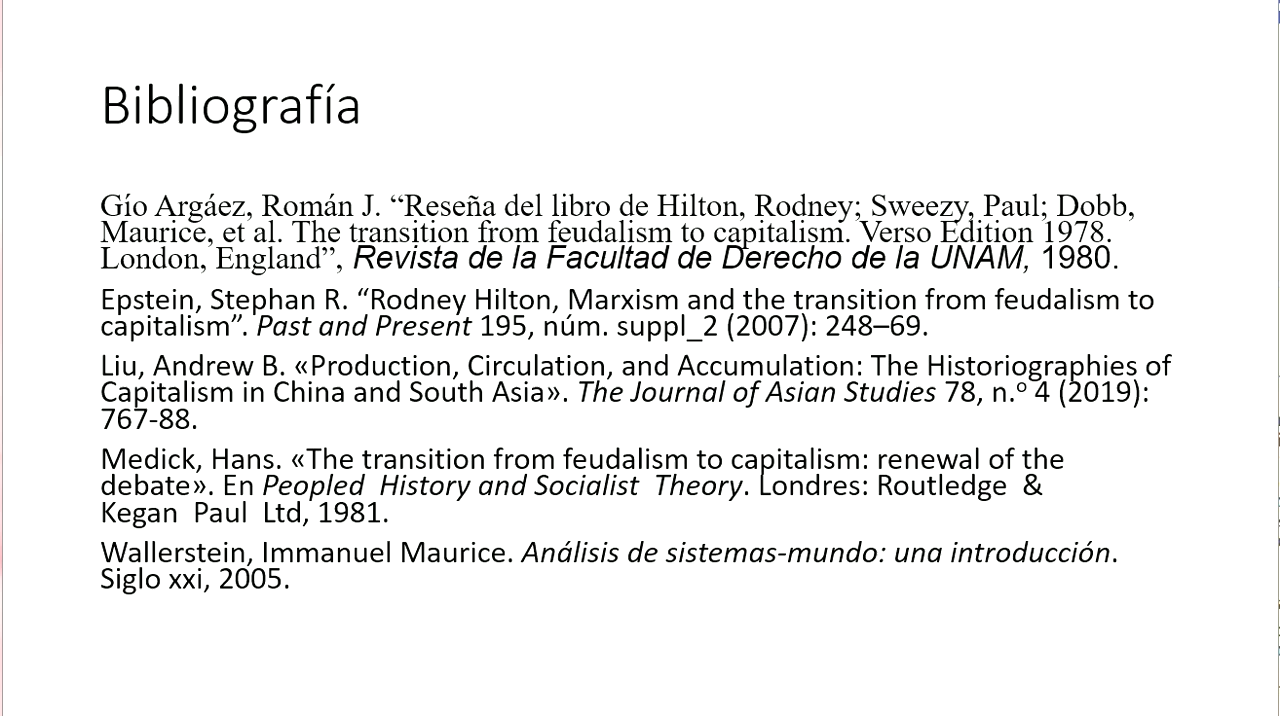 Bibliografía
Gío Argáez, Román J. “Reseña del libro de Hilton, Rodney; Sweezy, Paul; Dobb,
Maurice, et al. The transition from feudalism to capitalism. Verso Edition 1978.
London, England”, Revista de la Facultad de Derecho de la UNAM, 1980.
Epstein, Stephan R. “Rodney Hilton, Marxism and the transition from feudalism to
capitalism”. Past and Present 195, núm. suppl_2 (2007): 248–69.
Liu, Andrew B. «Production, Circulation, and Accumulation: The Historiographies of
Capitalism in China and South Asia». The Journal of Asian Studies 78, n.º 4 (2019):
767-88.
Medick, Hans. «The transition from feudalism to capitalism: renewal of the
debate». En Peopled History and Socialist Theory. Londres: Routledge &
Kegan Paul Ltd, 1981.
Wallerstein, Immanuel Maurice. Análisis de sistemas-mundo: una introducción.
Siglo xxi, 2005.